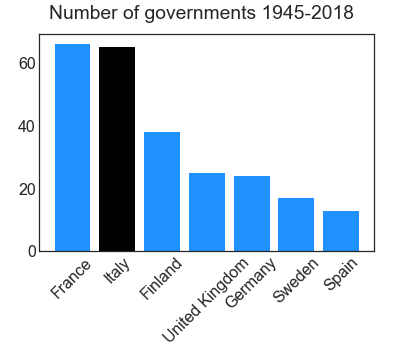 Number of governments 1945-2018
60
40
20
0
France
Italy
Finland
United Kingdom
Germany
Sweden
Spain